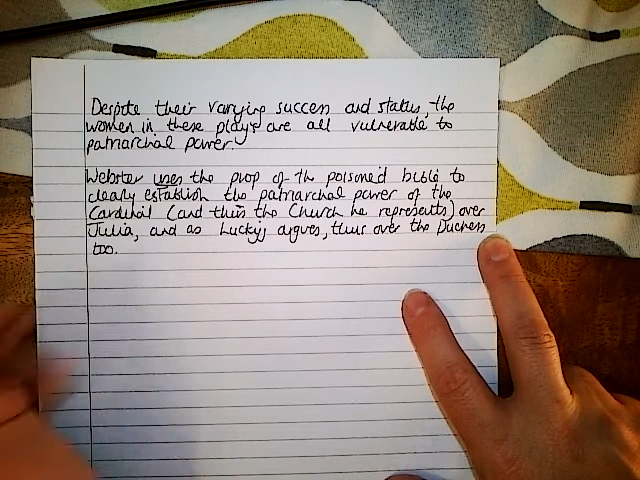 Despite their varying success and status, the
women in these plays are all vulnerable to
patriarchal power.
Webster uses the prop of the poisoned bible to
clearly establish the patriarchal power of the
Cardinal (and thus the Church he represents) over
Julia, and as Luckyj argues, thus over the Duchess
too.